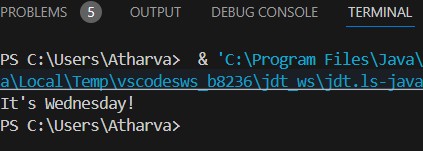 PROBLEMS 5 OUTPUT DEBUG CONSOLE TERMINAL
PS C:\Users\Atharva>  & 'C:\Program Files\Java\
a\Local\Temp\vscodesws_b8236\jdt_ws\jdt.ls-java
It's Wednesday!
PS C:\Users\Atharva>